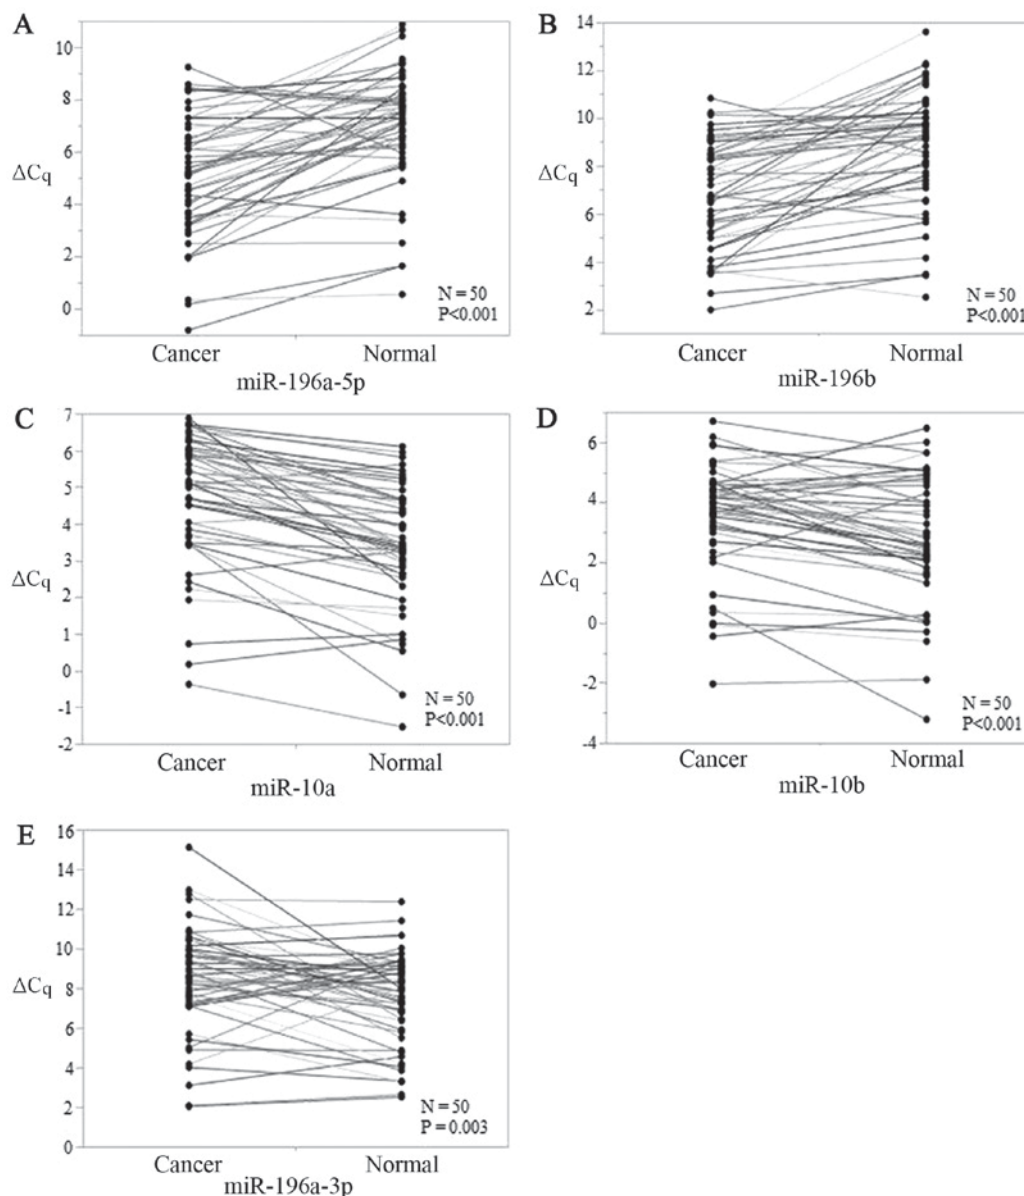 A
10
8
6
4
2
0
ΔCq
N = 50
P<0.001
Cancer Normal
miR-196a-5p
B
14
12
10
8
6
4
2
ΔCq
N = 50
P<0.001
Cancer Normal
miR-196b
C
7
6
5
4
3
2
1
0
-1
-2
ΔCq
N = 50
P<0.001
Cancer Normal
miR-10a
D
6
4
2
0
-2
-4
ΔCq
N = 50
P<0.001
Cancer Normal
miR-10b
E
16
14
12
10
8
6
4
2
0
ΔCq
N = 50
P = 0.003
Cancer Normal
miR-196a-3p